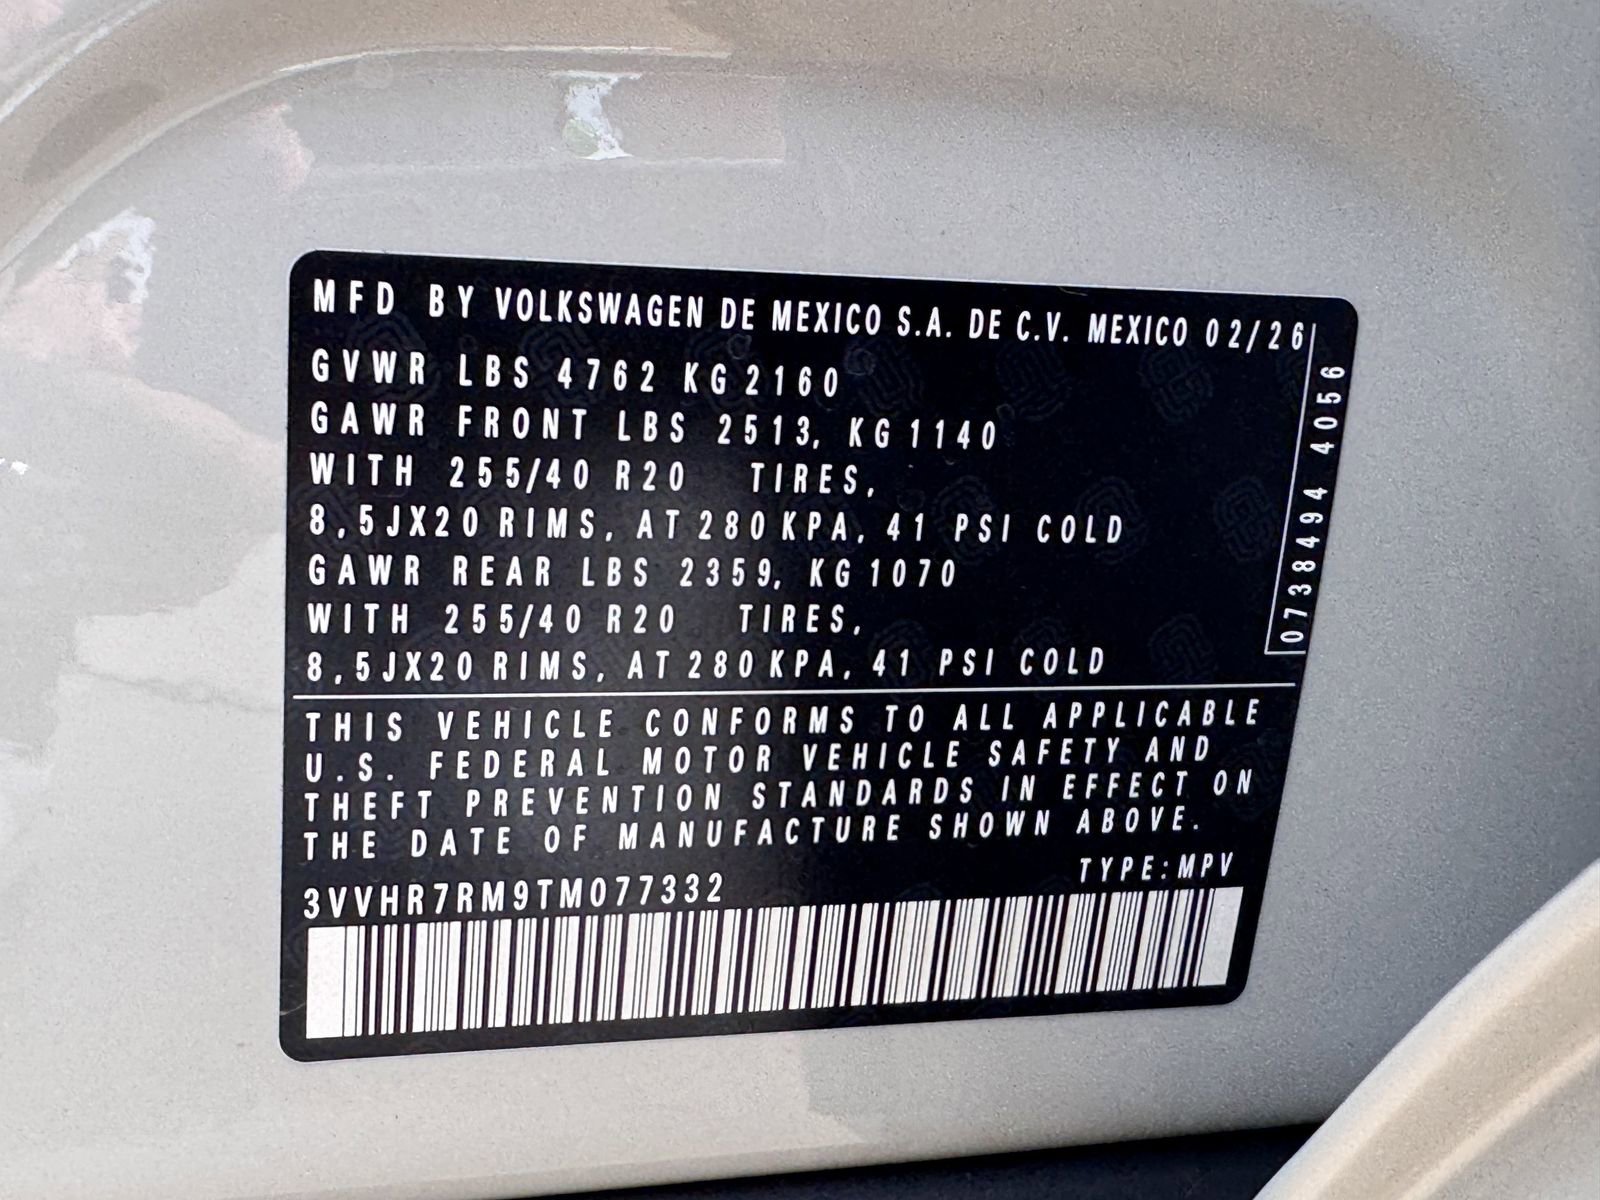 MFD BY VOLKSWAGEN DE MEXICO S.A. DE C.V. MEXICO 02/26
GVWR LBS 4762 KG 2160
GAWR FRONT LBS 2513, KG 1140
WITH 255/40 R20 TIRES,
8,5JX20 RIMS, AT 280 KPA, 41 PSI COLD
GAWR REAR LBS 2359, KG 1070
WITH 255/40 R20 TIRES,
8,5JX20 RIMS, AT 280 KPA, 41 PSI COLD
0738494 4056
THIS VEHICLE CONFORMS TO ALL APPLICABLE
U.S. FEDERAL MOTOR VEHICLE SAFETY AND
THEFT PREVENTION STANDARDS IN EFFECT ON
THE DATE OF MANUFACTURE SHOWN ABOVE.
TYPE:MPV
3VVHR7RM9TM077332